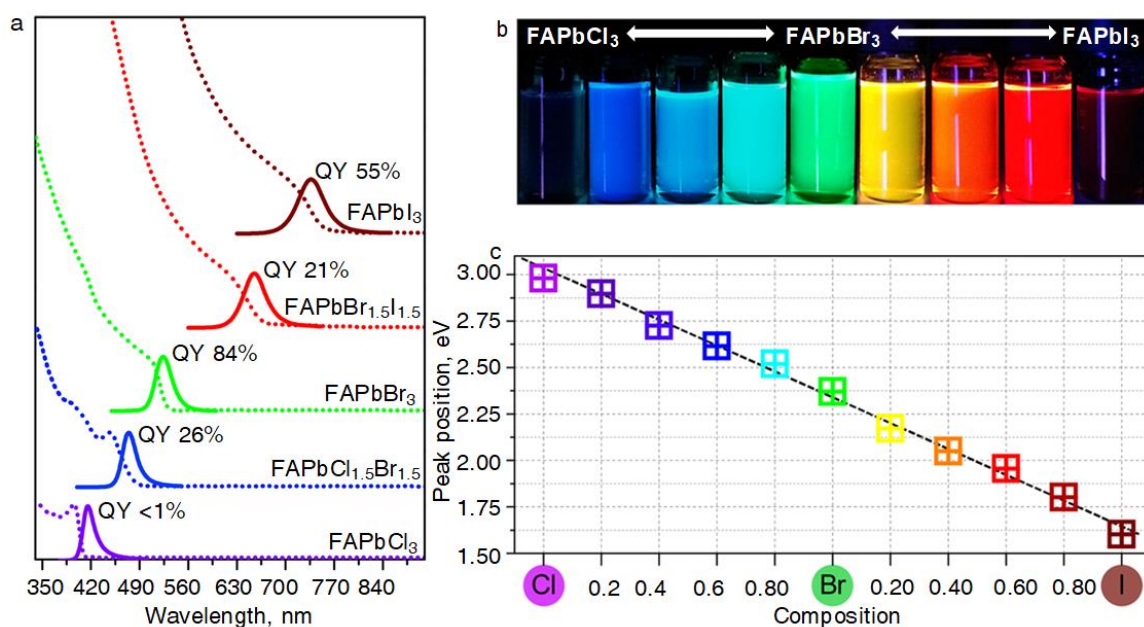 a
QY 55%
FAPbI₃
QY 21%
FAPbBr₁.₅I₁.₅
QY 84%
FAPbBr₃
QY 26%
FAPbCl₁.₅Br₁.₅
QY <1%
FAPbCl₃
350 420 490 560 630 700 770 840
Wavelength, nm
b
FAPbCl₃ FAPbBr₃ FAPbI₃
c
3.00
2.75
2.50
2.25
2.00
1.75
1.50
Peak position, eV
Cl 0.2 0.4 0.6 0.8 Br 0.20 0.40 0.60 0.80 I
Composition